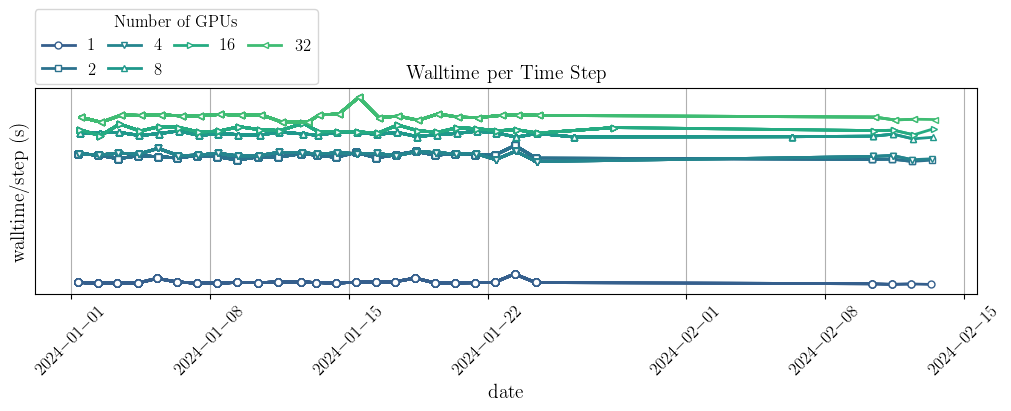 Number of GPUs
1 4 16 32
2 8
Walltime per Time Step
walltime/step (s)
2024−01−01 2024−01−08 2024−01−15 2024−01−22 2024−02−01 2024−02−08 2024−02−15
date